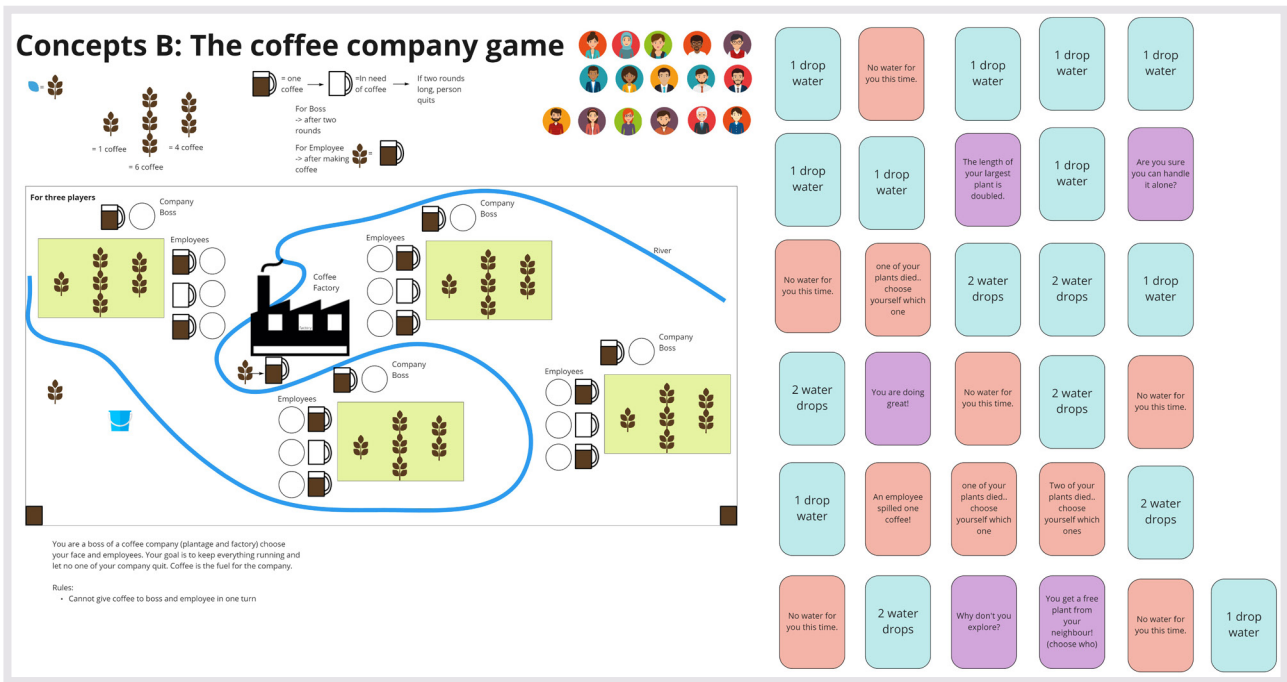 Concepts B: The coffee company game
=
= 1 coffee
= 6 coffee
= 4 coffee
= one
coffee
=In need
of coffee
If two rounds
long, person
quits
For Boss
-> after two
rounds
For Employee
-> after making
coffee
=
For three players
Company
Boss
Employees
Company
Boss
Employees
River
Coffee
Factory
Company
Boss
Employees
Company
Boss
Employees
You are a boss of a coffee company (plantage and factory) choose
your face and employees. Your goal is to keep everything running and
let no one of your company quit. Coffee is the fuel for the company.
Rules:
• Cannot give coffee to boss and employee in one turn
1 drop
water
No water for
you this time.
1 drop
water
1 drop
water
1 drop
water
1 drop
water
1 drop
water
The length of
your largest
plant is
doubled.
1 drop
water
Are you sure
you can handle
it alone?
No water for
you this time.
one of your
plants died..
choose
yourself which
one
2 water
drops
2 water
drops
1 drop
water
2 water
drops
You are doing
great!
No water for
you this time.
2 water
drops
No water for
you this time.
1 drop
water
An employee
spilled one
coffee!
one of your
plants died..
choose
yourself which
one
Two of your
plants died..
choose
yourself which
ones
2 water
drops
No water for
you this time.
2 water
drops
Why don't you
explore?
You get a free
plant from
your
neighbour!
(choose who)
No water for
you this time.
1 drop
water